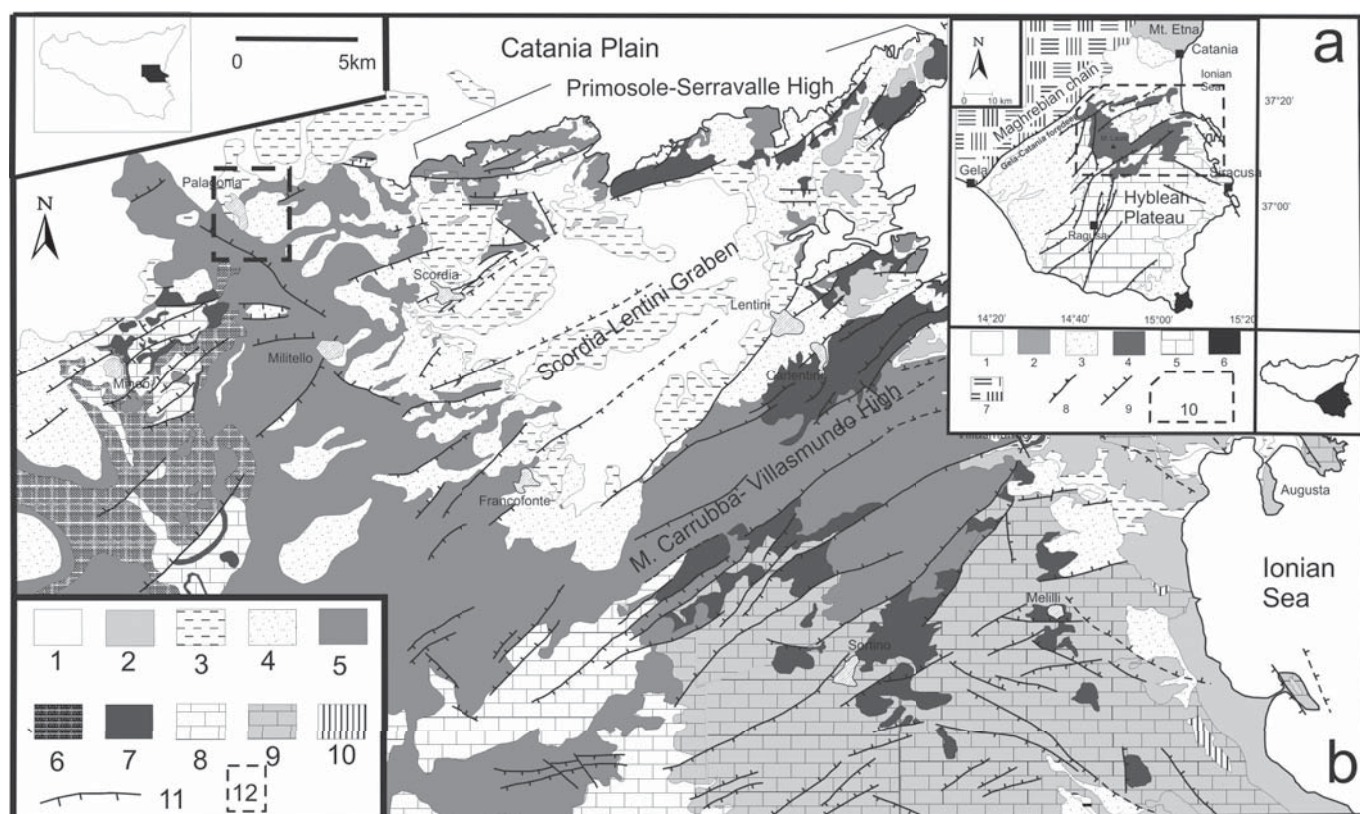 0 5km
Catania Plain
Primosole-Serravalle High
N
Palagonia
Scordia
Scordia-Lentini Graben
Lentini
Militello
Mineo
Carlentini
Francofonte
M. Carrubba- Villasmundo High
Augusta
Ionian
Sea
Melilli
Sortino
b
1 2 3 4 5
6 7 8 9 10
11 12
a
Mt. Etna
N
Catania
0 10 km
Ionian
Sea
37°20'
Maghrebian chain
Gela-Catania foredeep
Gela
Siracusa
37°00'
Hyblean
Plateau
Ragusa
14°20' 14°40' 15°00' 15°20'
1 2 3 4 5 6
7 8 9 10